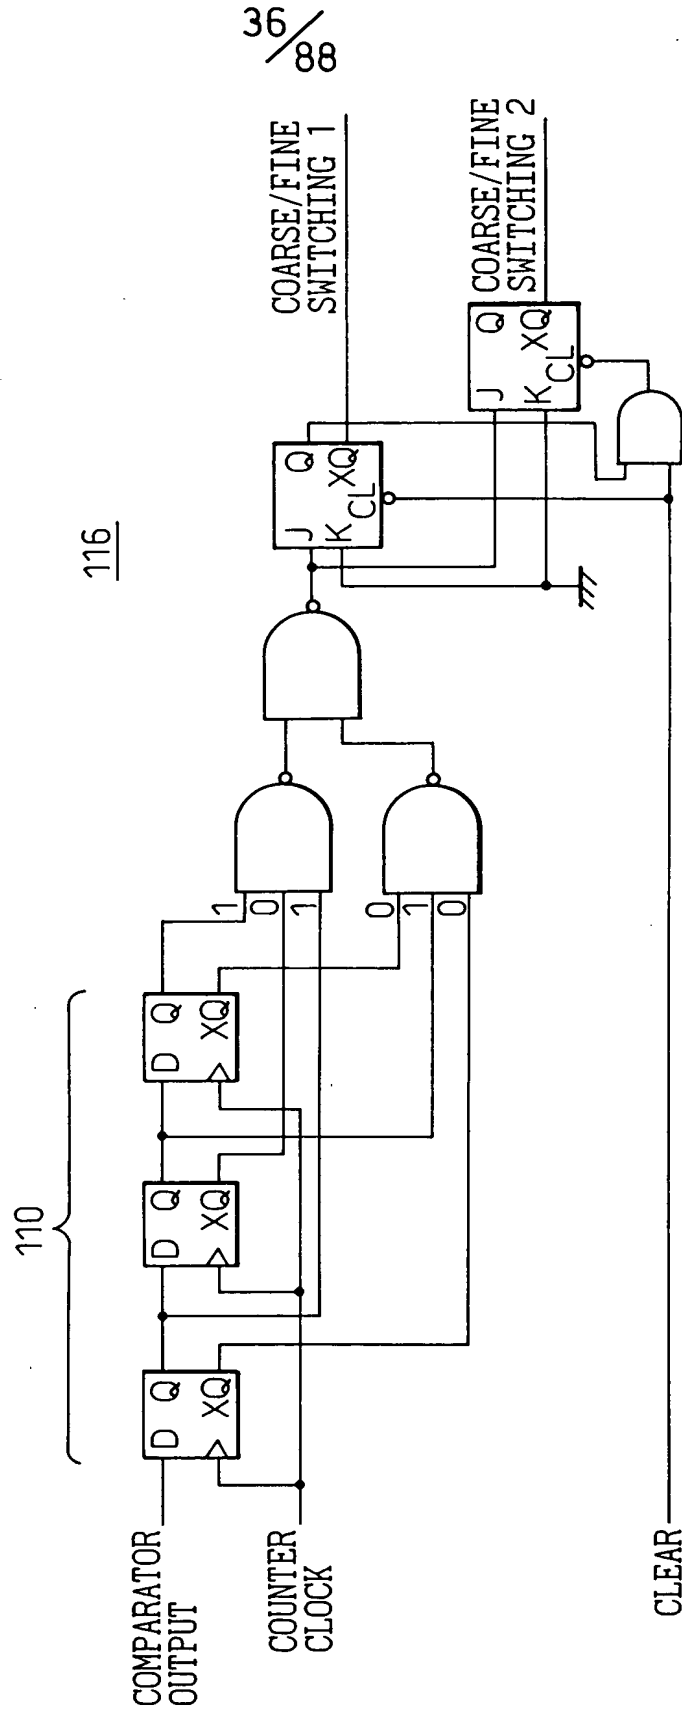 36/88
116
110
COMPARATOR
OUTPUT
COUNTER
CLOCK
CLEAR
D Q
XQ
D Q
XQ
D Q
XQ
1
0
1
0
1
0
J Q
K XQ
CL
J Q
K XQ
CL
COARSE/FINE
SWITCHING 1
COARSE/FINE
SWITCHING 2